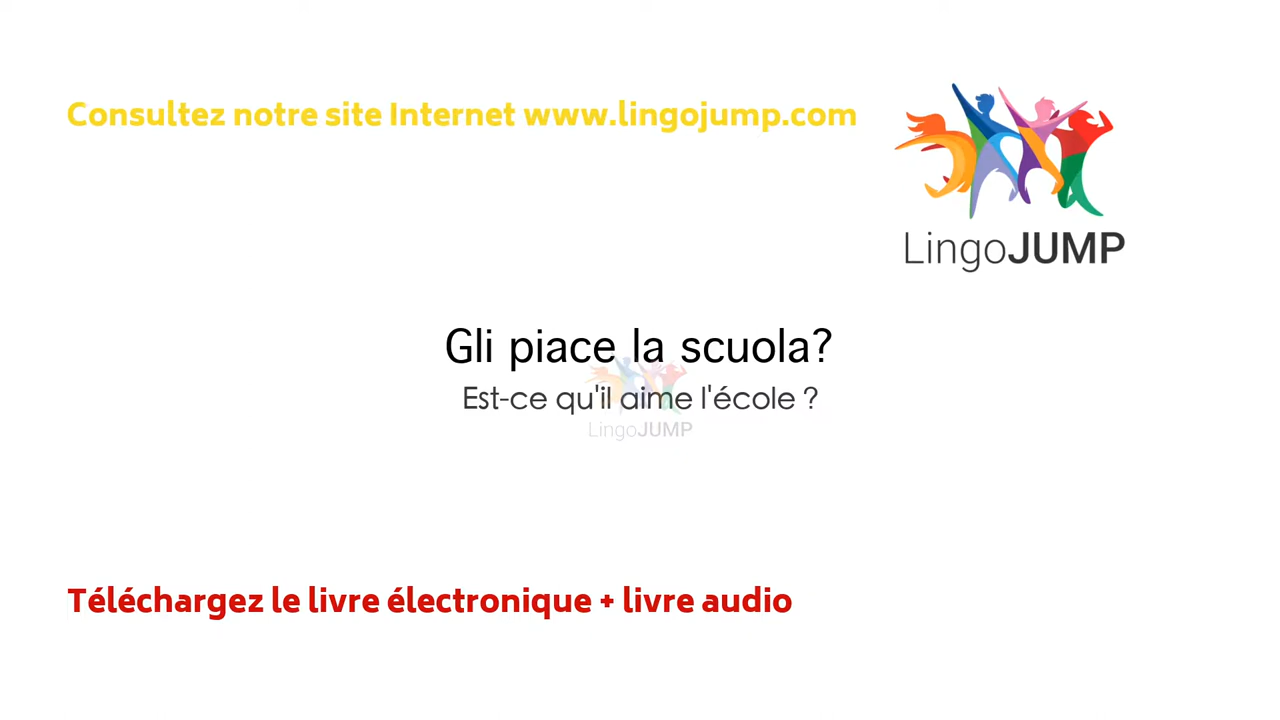 Consultez notre site Internet www.lingojump.com
LingoJUMP
Gli piace la scuola?
Est-ce qu'il aime l'école ?
LingoJUMP
Téléchargez le livre électronique + livre audio